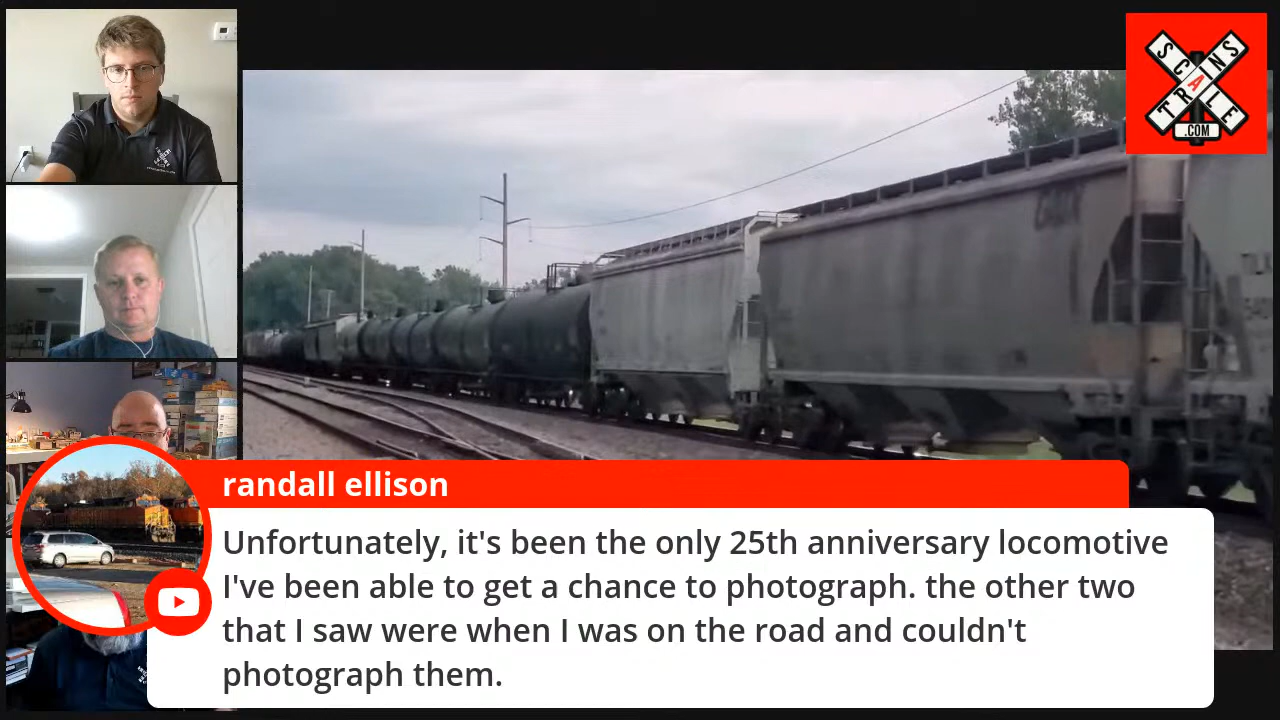 SCALE
TRAINS
.COM
randall ellison
Unfortunately, it's been the only 25th anniversary locomotive
I've been able to get a chance to photograph. the other two
that I saw were when I was on the road and couldn't
photograph them.